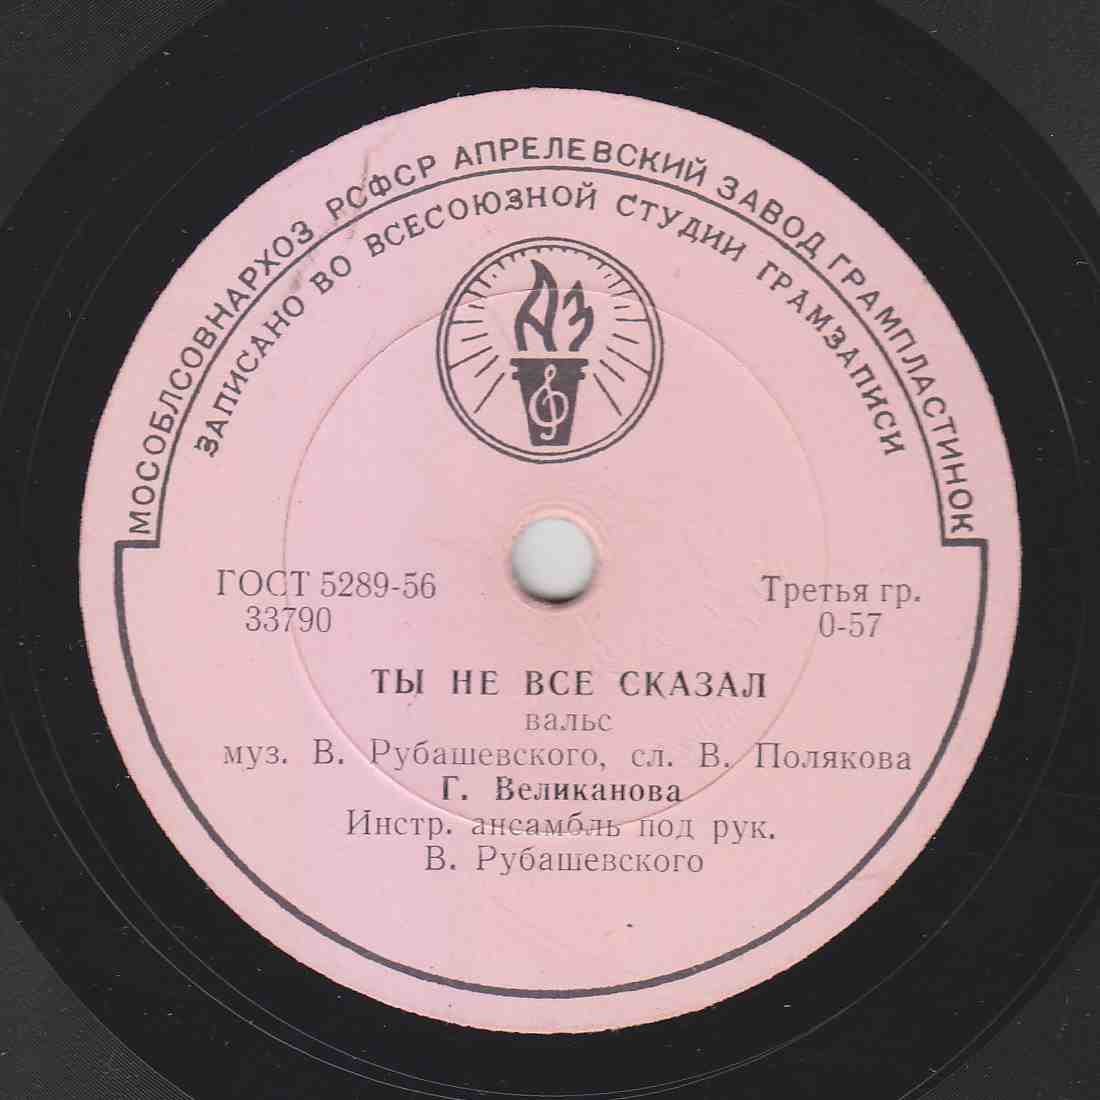 МОСОБЛСОВНАРХОЗ РСФСР АПРЕЛЕВСКИЙ ЗАВОД ГРАМПЛАСТИНОК
ЗАПИСАНО ВО ВСЕСОЮЗНОЙ СТУДИИ ГРАМЗАПИСИ
АЗ
ГОСТ 5289-56
33790
Третья гр.
0-57
ТЫ НЕ ВСЕ СКАЗАЛ
вальс
муз. В. Рубашевского, сл. В. Полякова
Г. Великанова
Инстр. ансамбль под рук.
В. Рубашевского